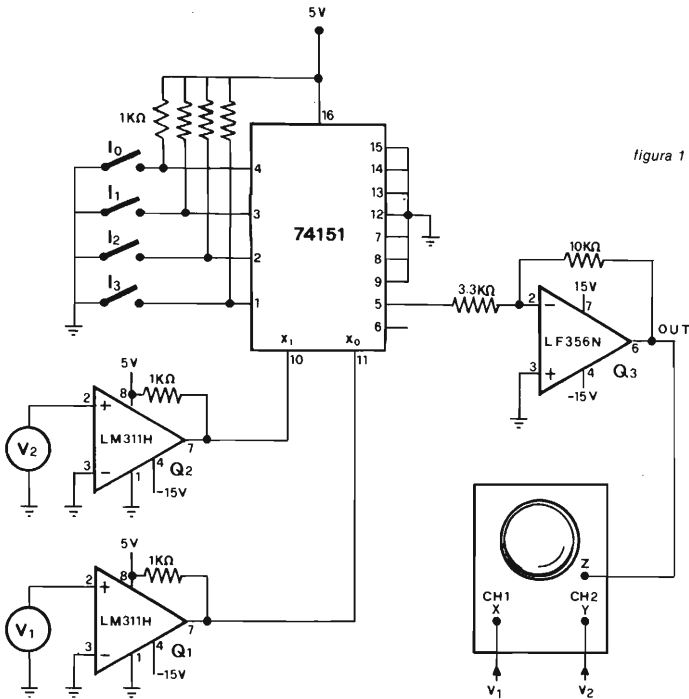 5V
16
1KΩ
I0
4
15
14
figura 1
I1
3
13
74151
12
I2
2
7
8
I3
1
9
5
3.3KΩ
10KΩ
6
X1
X0
10
11
2
15V
7
LF356N
6
OUT
3
4
-15V
Q3
5V
8
1KΩ
2
+
LM311H
7
V2
3
-
1
4
Q2
-15V
5V
8
1KΩ
2
+
LM311H
7
V1
3
-
1
4
Q1
-15V
Z
CH1
X
CH2
Y
V1
V2